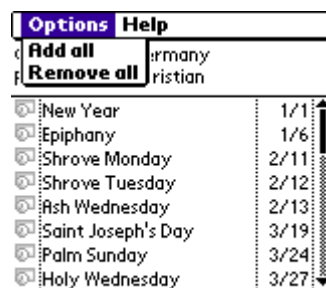 Options Help
Add all
rmany
Remove all
ristian
New Year 1/1
Epiphany 1/6
Shrove Monday 2/11
Shrove Tuesday 2/12
Ash Wednesday 2/13
Saint Joseph's Day 3/19
Palm Sunday 3/24
Holy Wednesday 3/27